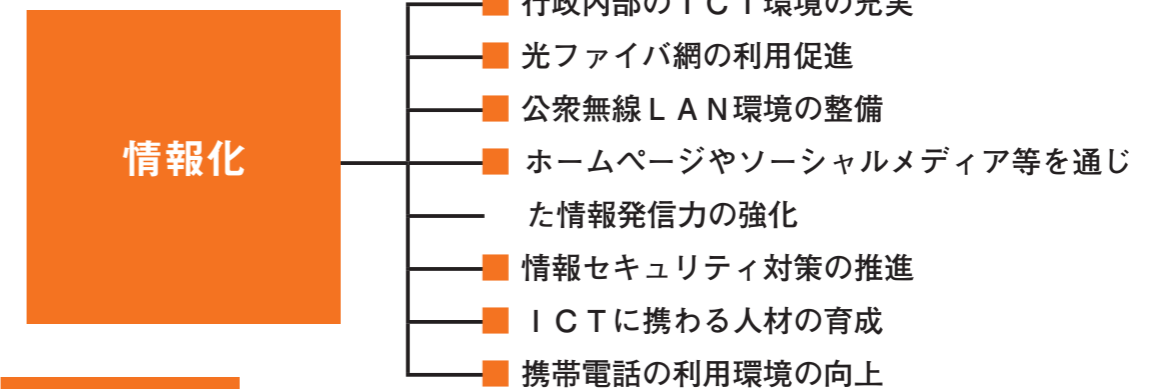 情報化
行政内部のICT環境の充実
光ファイバ網の利用促進
公衆無線LAN環境の整備
ホームページやソーシャルメディア等を通じ
た情報発信力の強化
情報セキュリティ対策の推進
ICTに携わる人材の育成
携帯電話の利用環境の向上